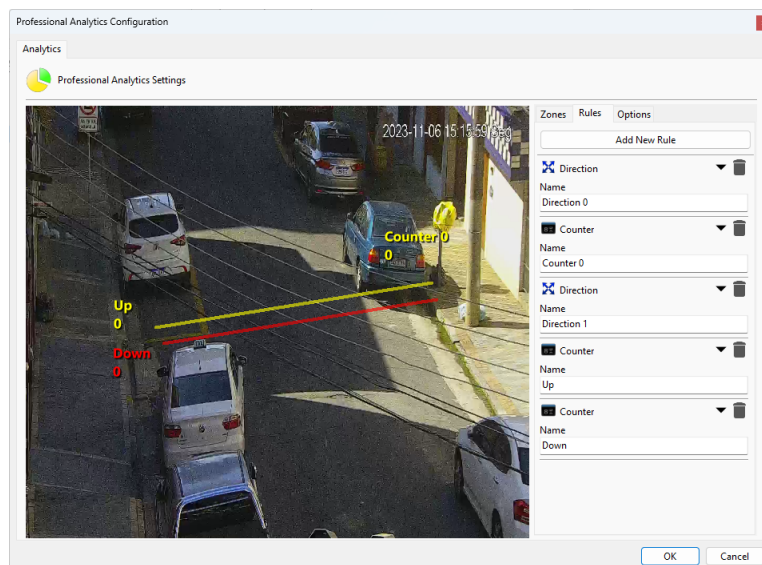 Professional Analytics Configuration
Analytics
Professional Analytics Settings
2023-11-06 15:15:59
Counter 0
0
Up
0
Down
0
Zones
Rules
Options
Add New Rule
Direction
Name
Direction 0
Counter
Name
Counter 0
Direction
Name
Direction 1
Counter
Name
Up
Counter
Name
Down
OK
Cancel